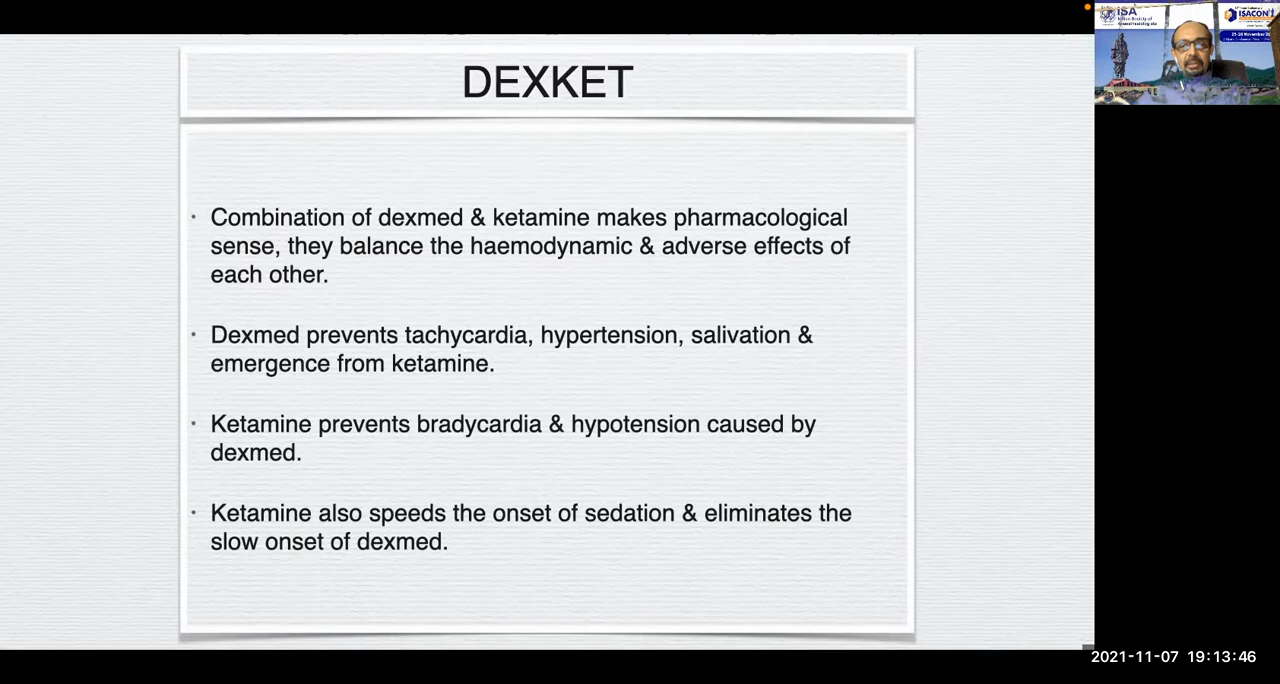 DEXKET
• Combination of dexmed & ketamine makes pharmacological
sense, they balance the haemodynamic & adverse effects of
each other.
• Dexmed prevents tachycardia, hypertension, salivation &
emergence from ketamine.
• Ketamine prevents bradycardia & hypotension caused by
dexmed.
• Ketamine also speeds the onset of sedation & eliminates the
slow onset of dexmed.
ISA
ISACON
2021-11-07 19:13:46